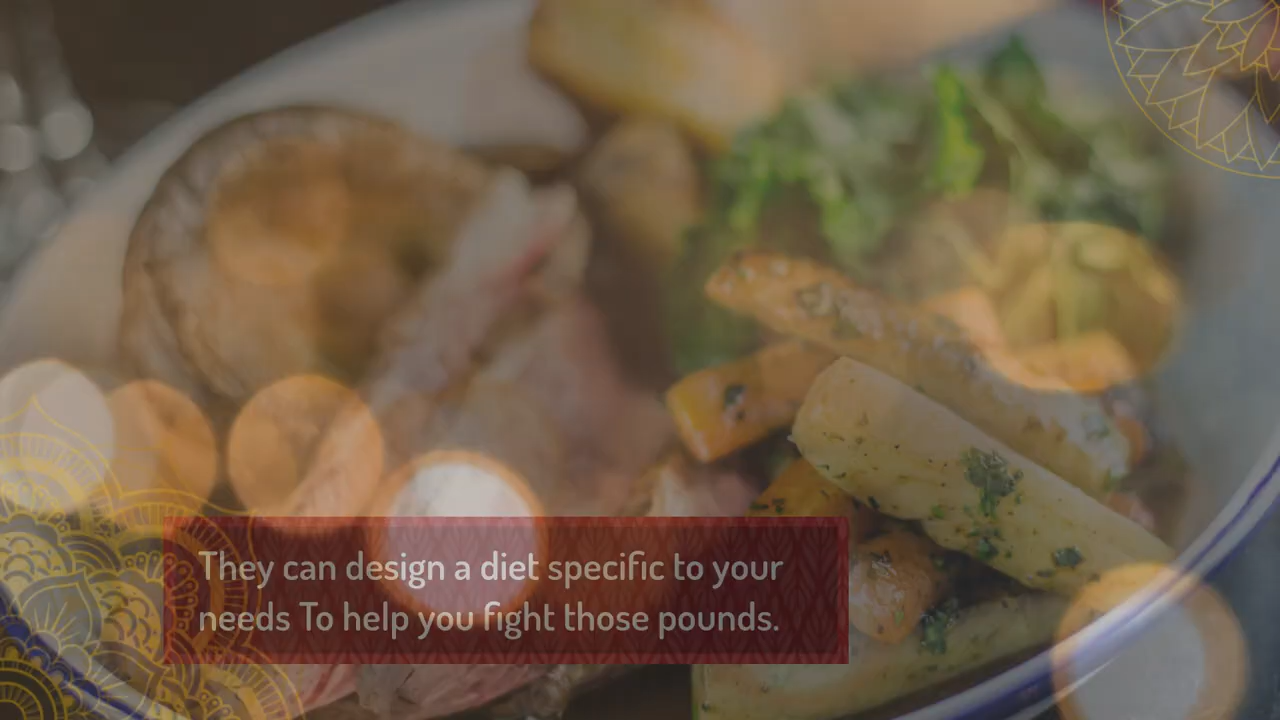 They can design a diet specific to your
needs To help you fight those pounds.